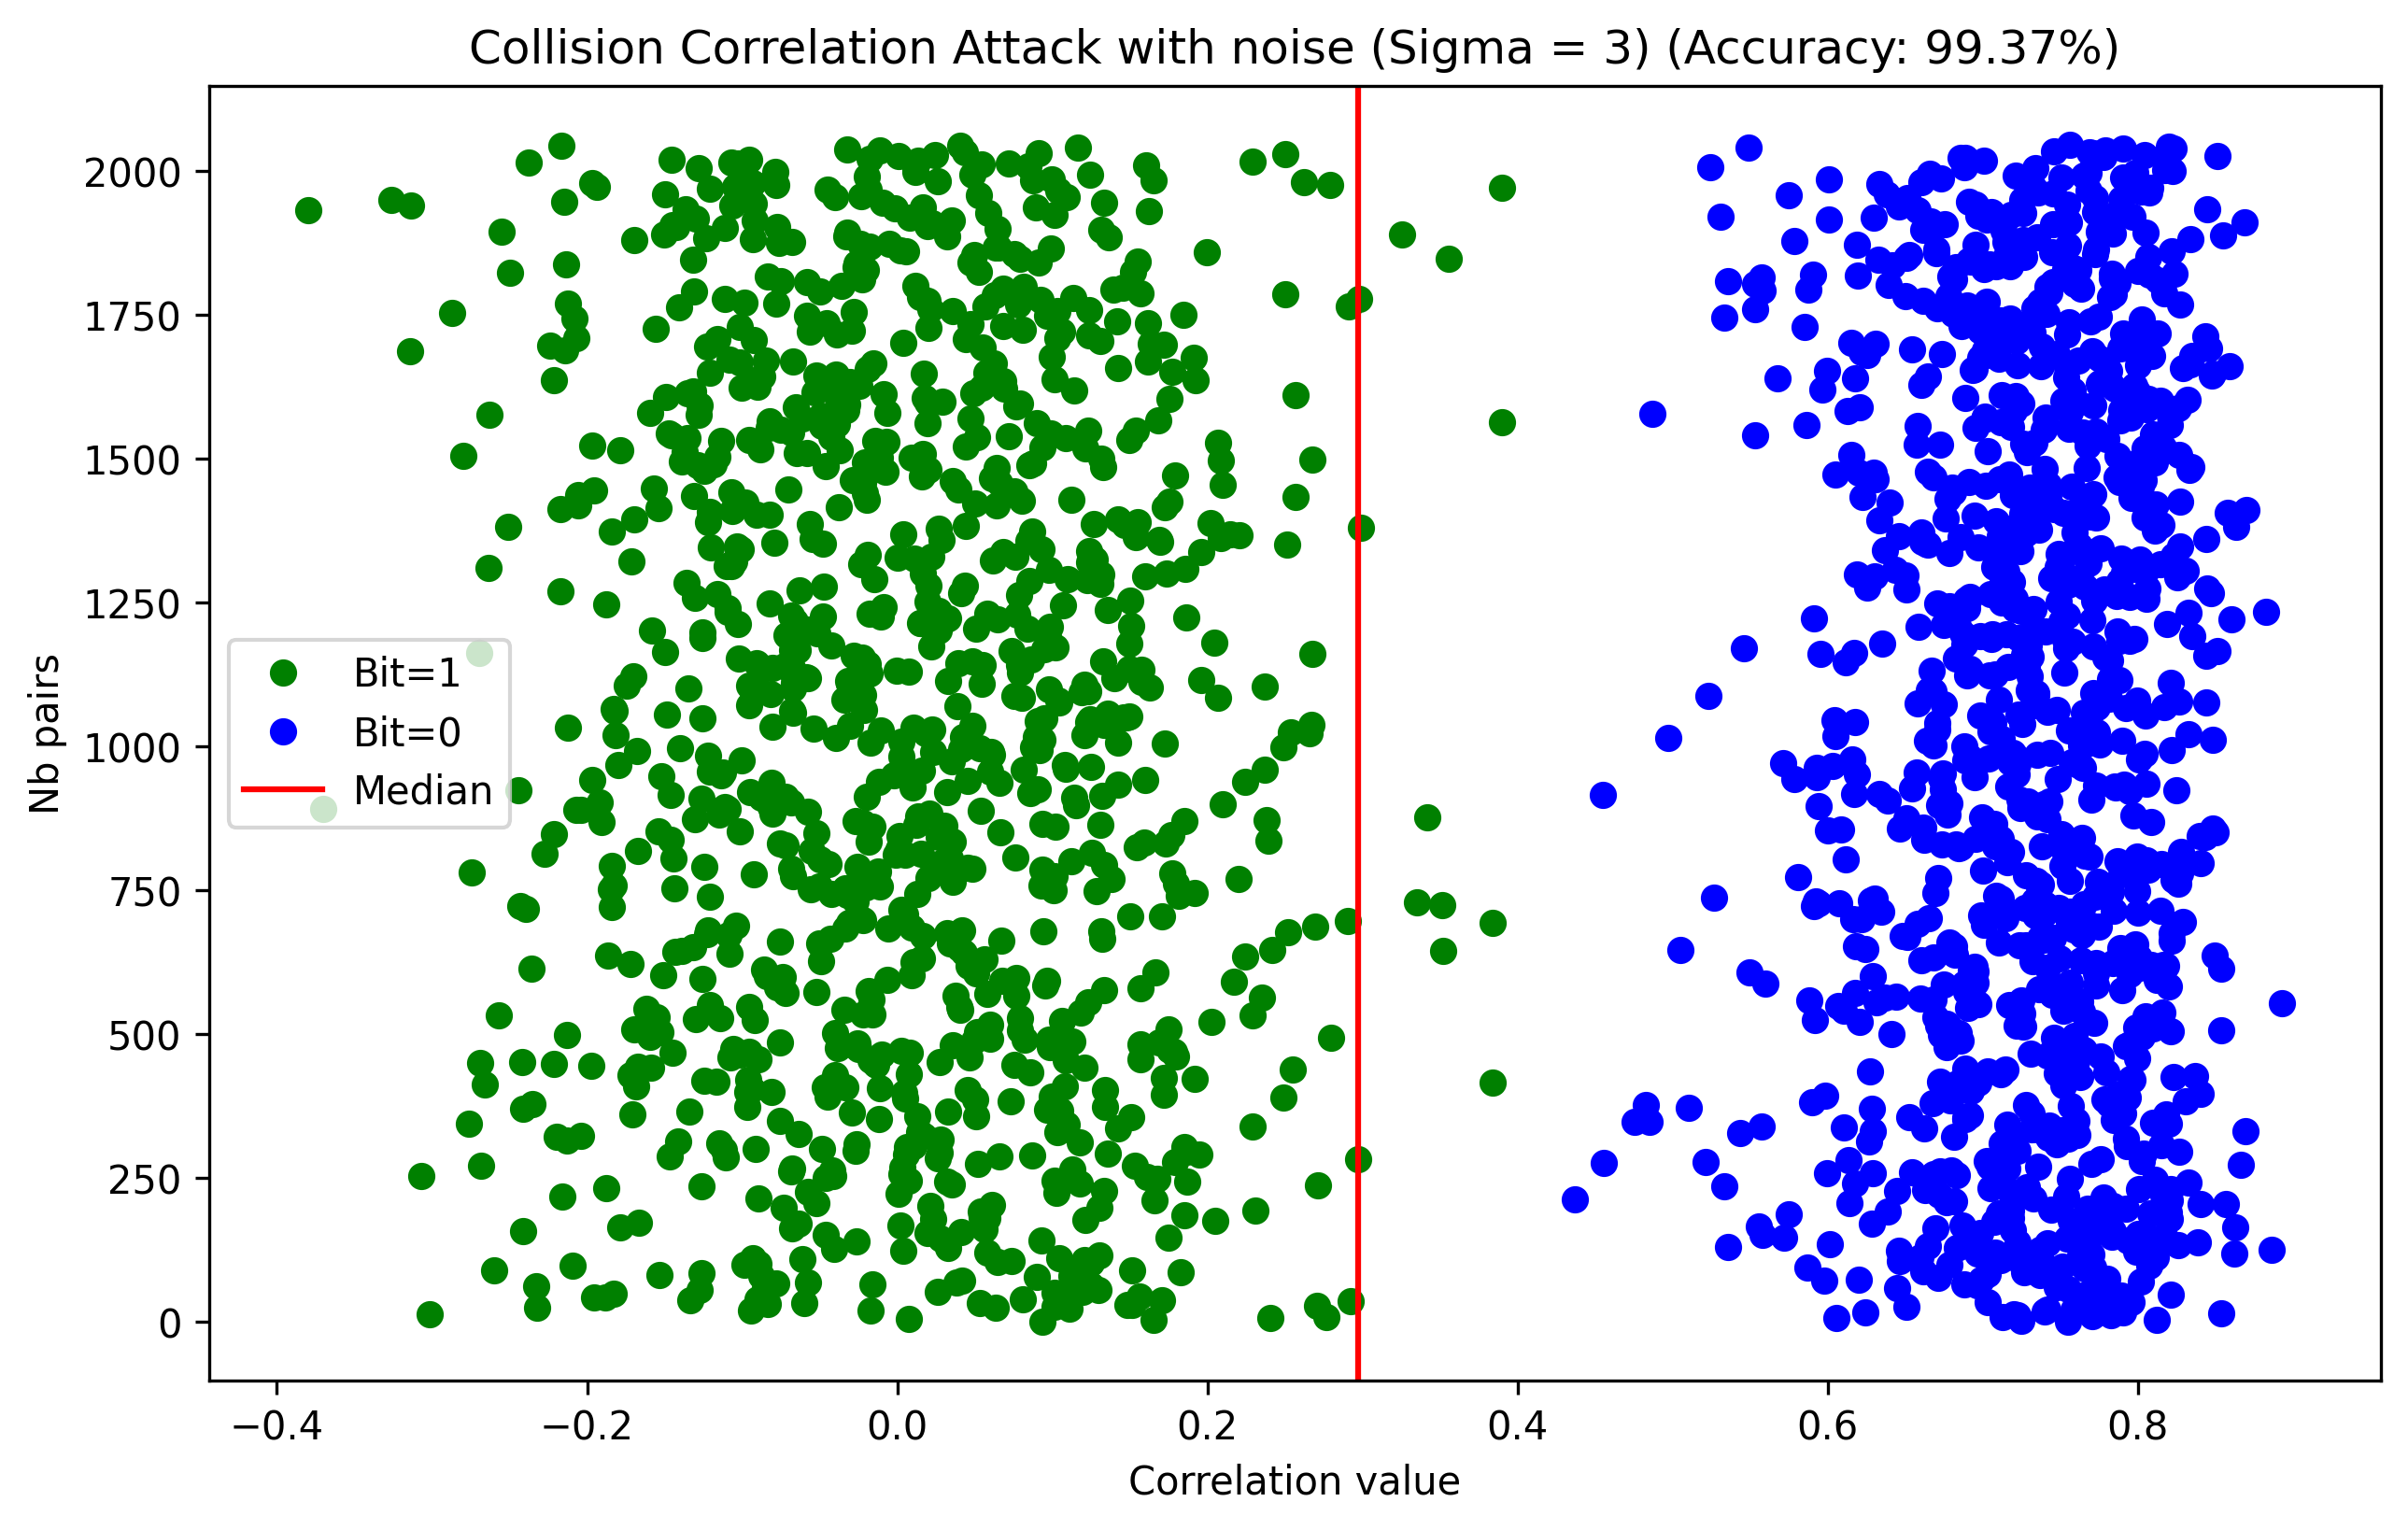 Collision Correlation Attack with noise (Sigma = 3) (Accuracy: 99.37%)
Nb pairs
2000
1750
1500
1250
1000
750
500
250
0
Bit=1
Bit=0
Median
−0.4
−0.2
0.0
0.2
0.4
0.6
0.8
Correlation value